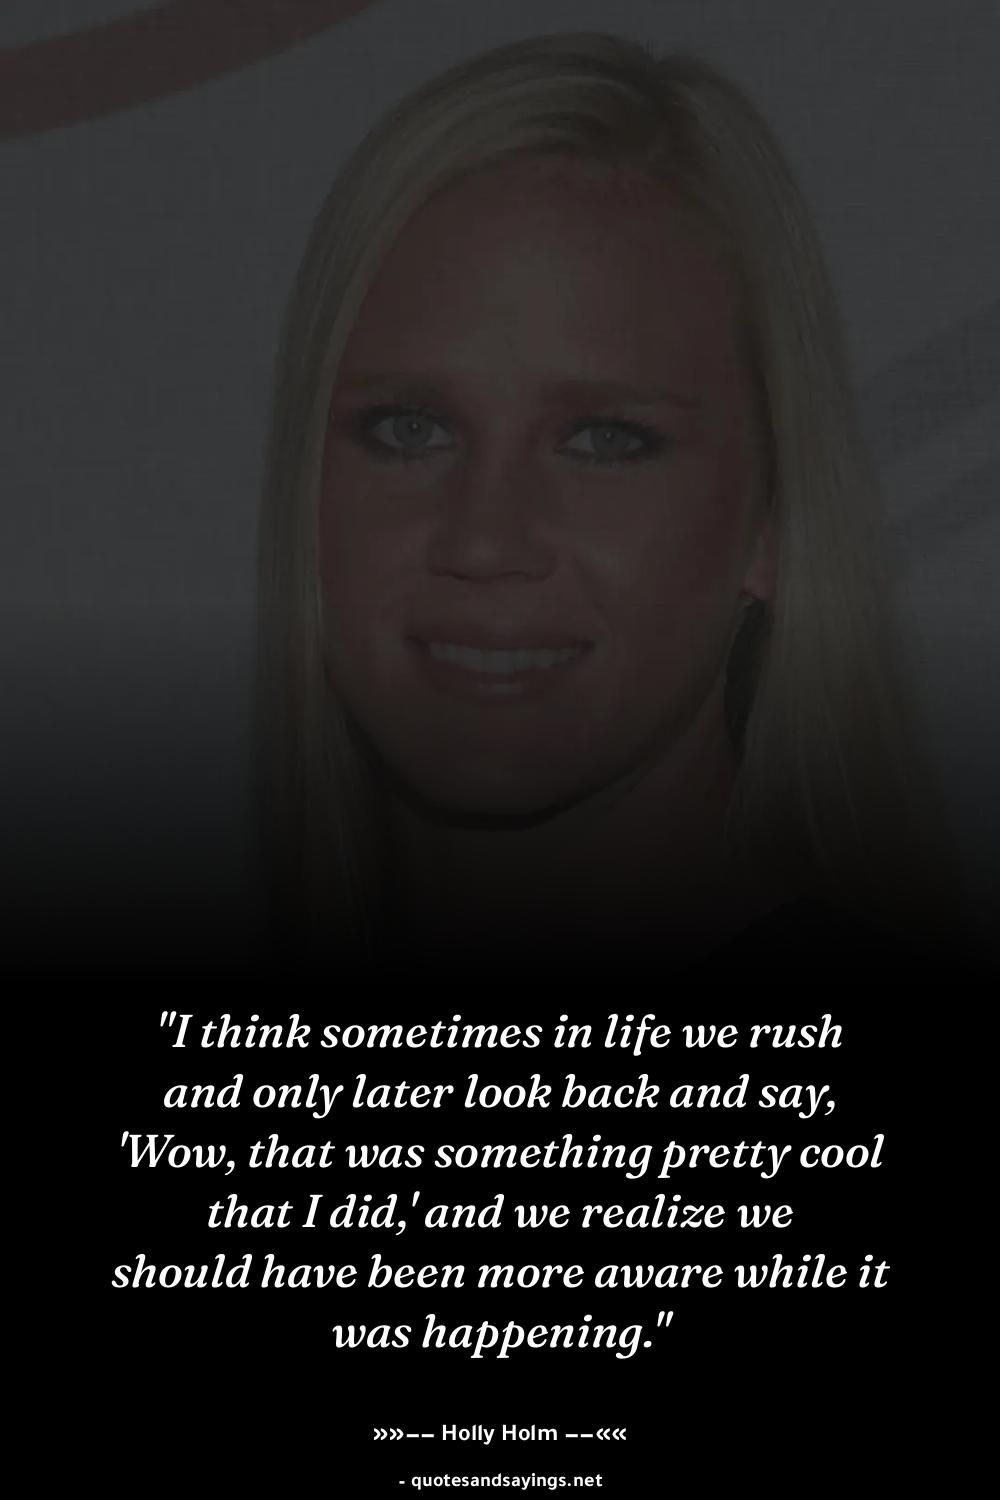 "I think sometimes in life we rush
and only later look back and say,
'Wow, that was something pretty cool
that I did,' and we realize we
should have been more aware while it
was happening."
»»−− Holly Holm −−««
- quotesandsayings.net